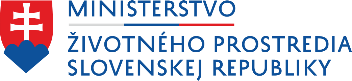 MINISTERSTVO
ŽIVOTNÉHO PROSTREDIA
SLOVENSKEJ REPUBLIKY